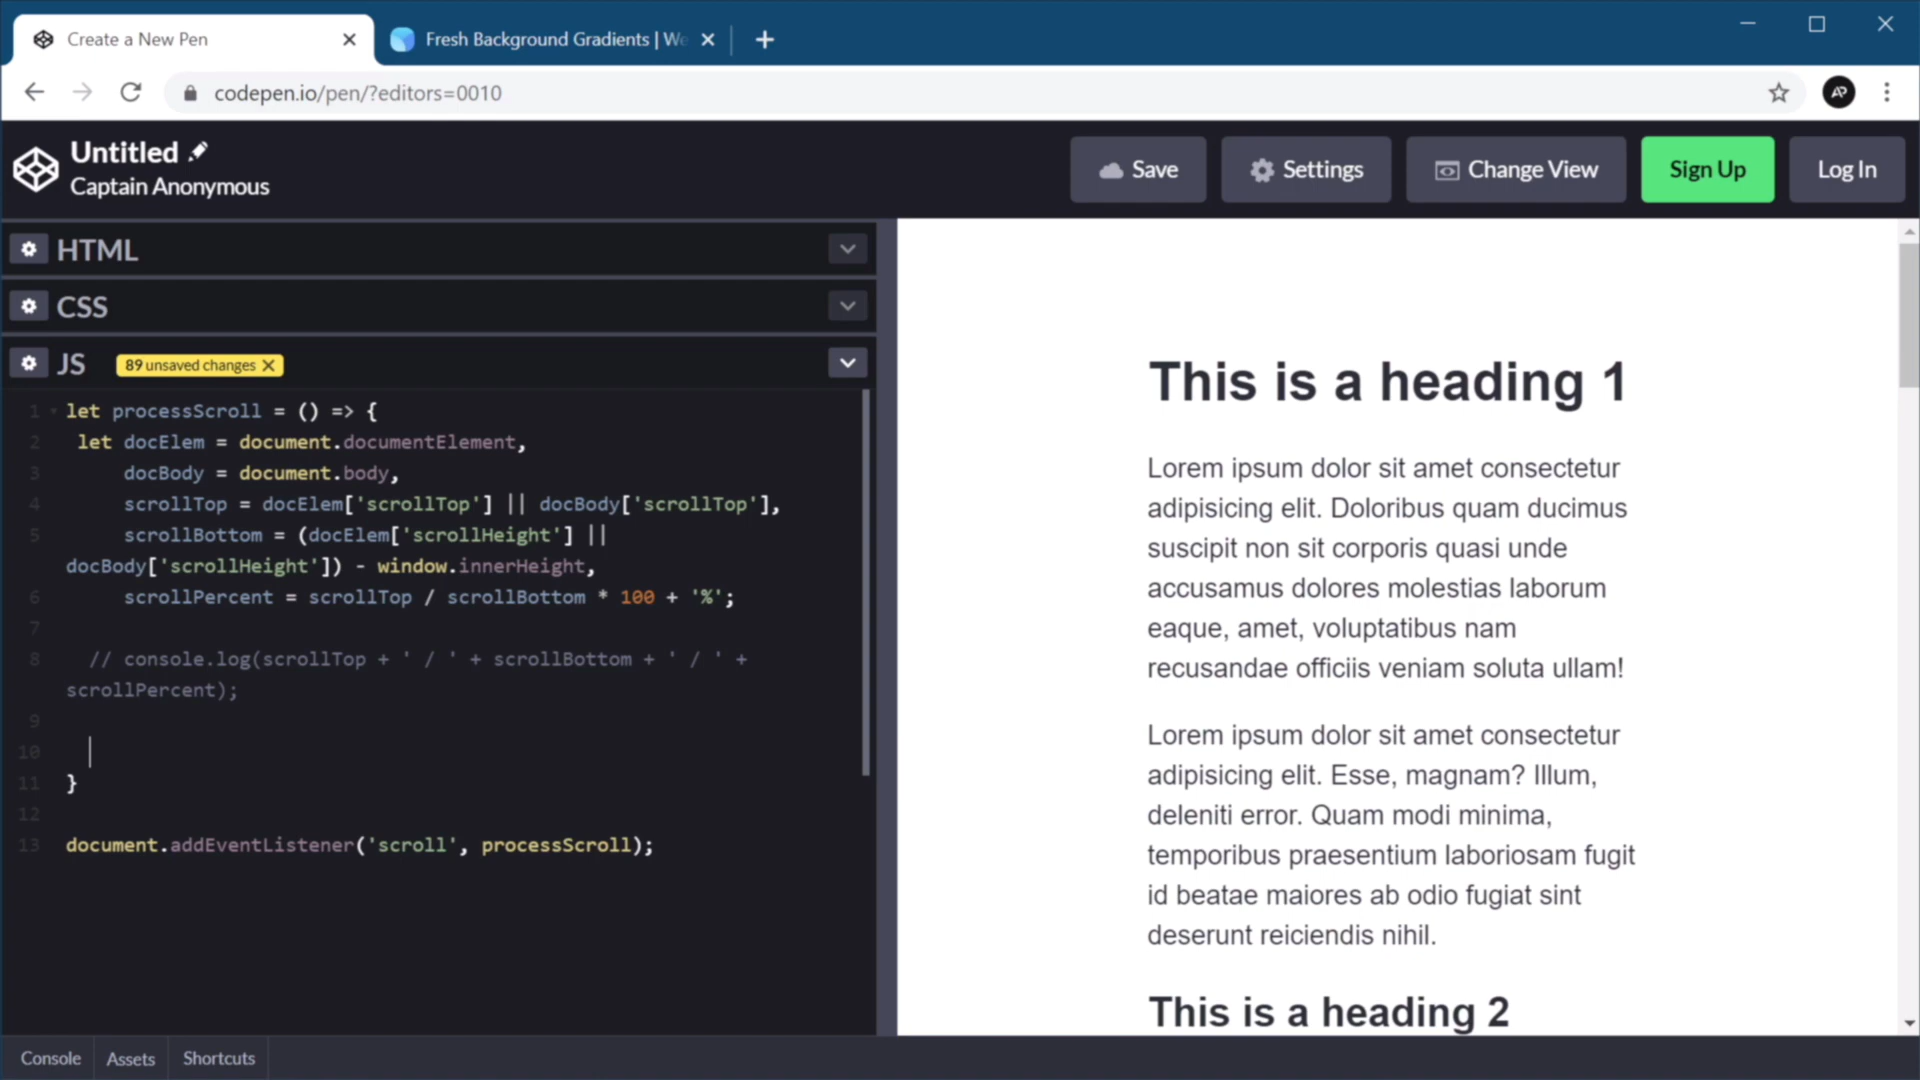 Create a New Pen
Fresh Background Gradients | We
codepen.io/pen/?editors=0010
Untitled
Captain Anonymous
Save
Settings
Change View
Sign Up
Log In
AP
HTML
CSS
JS
89 unsaved changes
1 let processScroll = () => {
2 let docElem = document.documentElement,
3 docBody = document.body,
4 scrollTop = docElem['scrollTop'] || docBody['scrollTop'],
5 scrollBottom = (docElem['scrollHeight'] ||
docBody['scrollHeight']) - window.innerHeight,
6 scrollPercent = scrollTop / scrollBottom * 100 + '%';
7
8 // console.log(scrollTop + ' / ' + scrollBottom + ' / ' +
scrollPercent);
9
10
11 }
12
13 document.addEventListener('scroll', processScroll);
This is a heading 1
Lorem ipsum dolor sit amet consectetur
adipisicing elit. Doloribus quam ducimus
suscipit non sit corporis quasi unde
accusamus dolores molestias laborum
eaque, amet, voluptatibus nam
recusandae officiis veniam soluta ullam!
Lorem ipsum dolor sit amet consectetur
adipisicing elit. Esse, magnam? Illum,
deleniti error. Quam modi minima,
temporibus praesentium laboriosam fugit
id beatae maiores ab odio fugiat sint
deserunt reiciendis nihil.
This is a heading 2
Console
Assets
Shortcuts